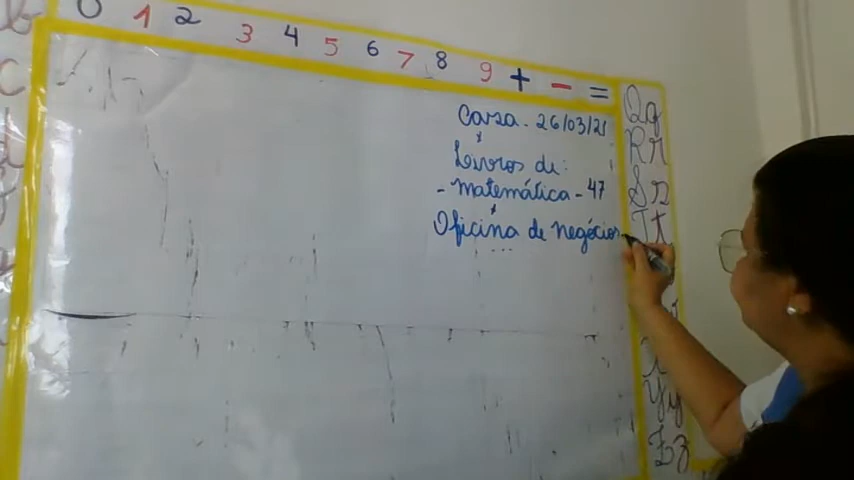 0 1 2 3 4 5 6 7 8 9 + - =
Casa - 26/03/21
Livros de:
- Matemática - 47
Oficina de negócios
...
Qq
Rr
Ss
Tt
Yy
Zz